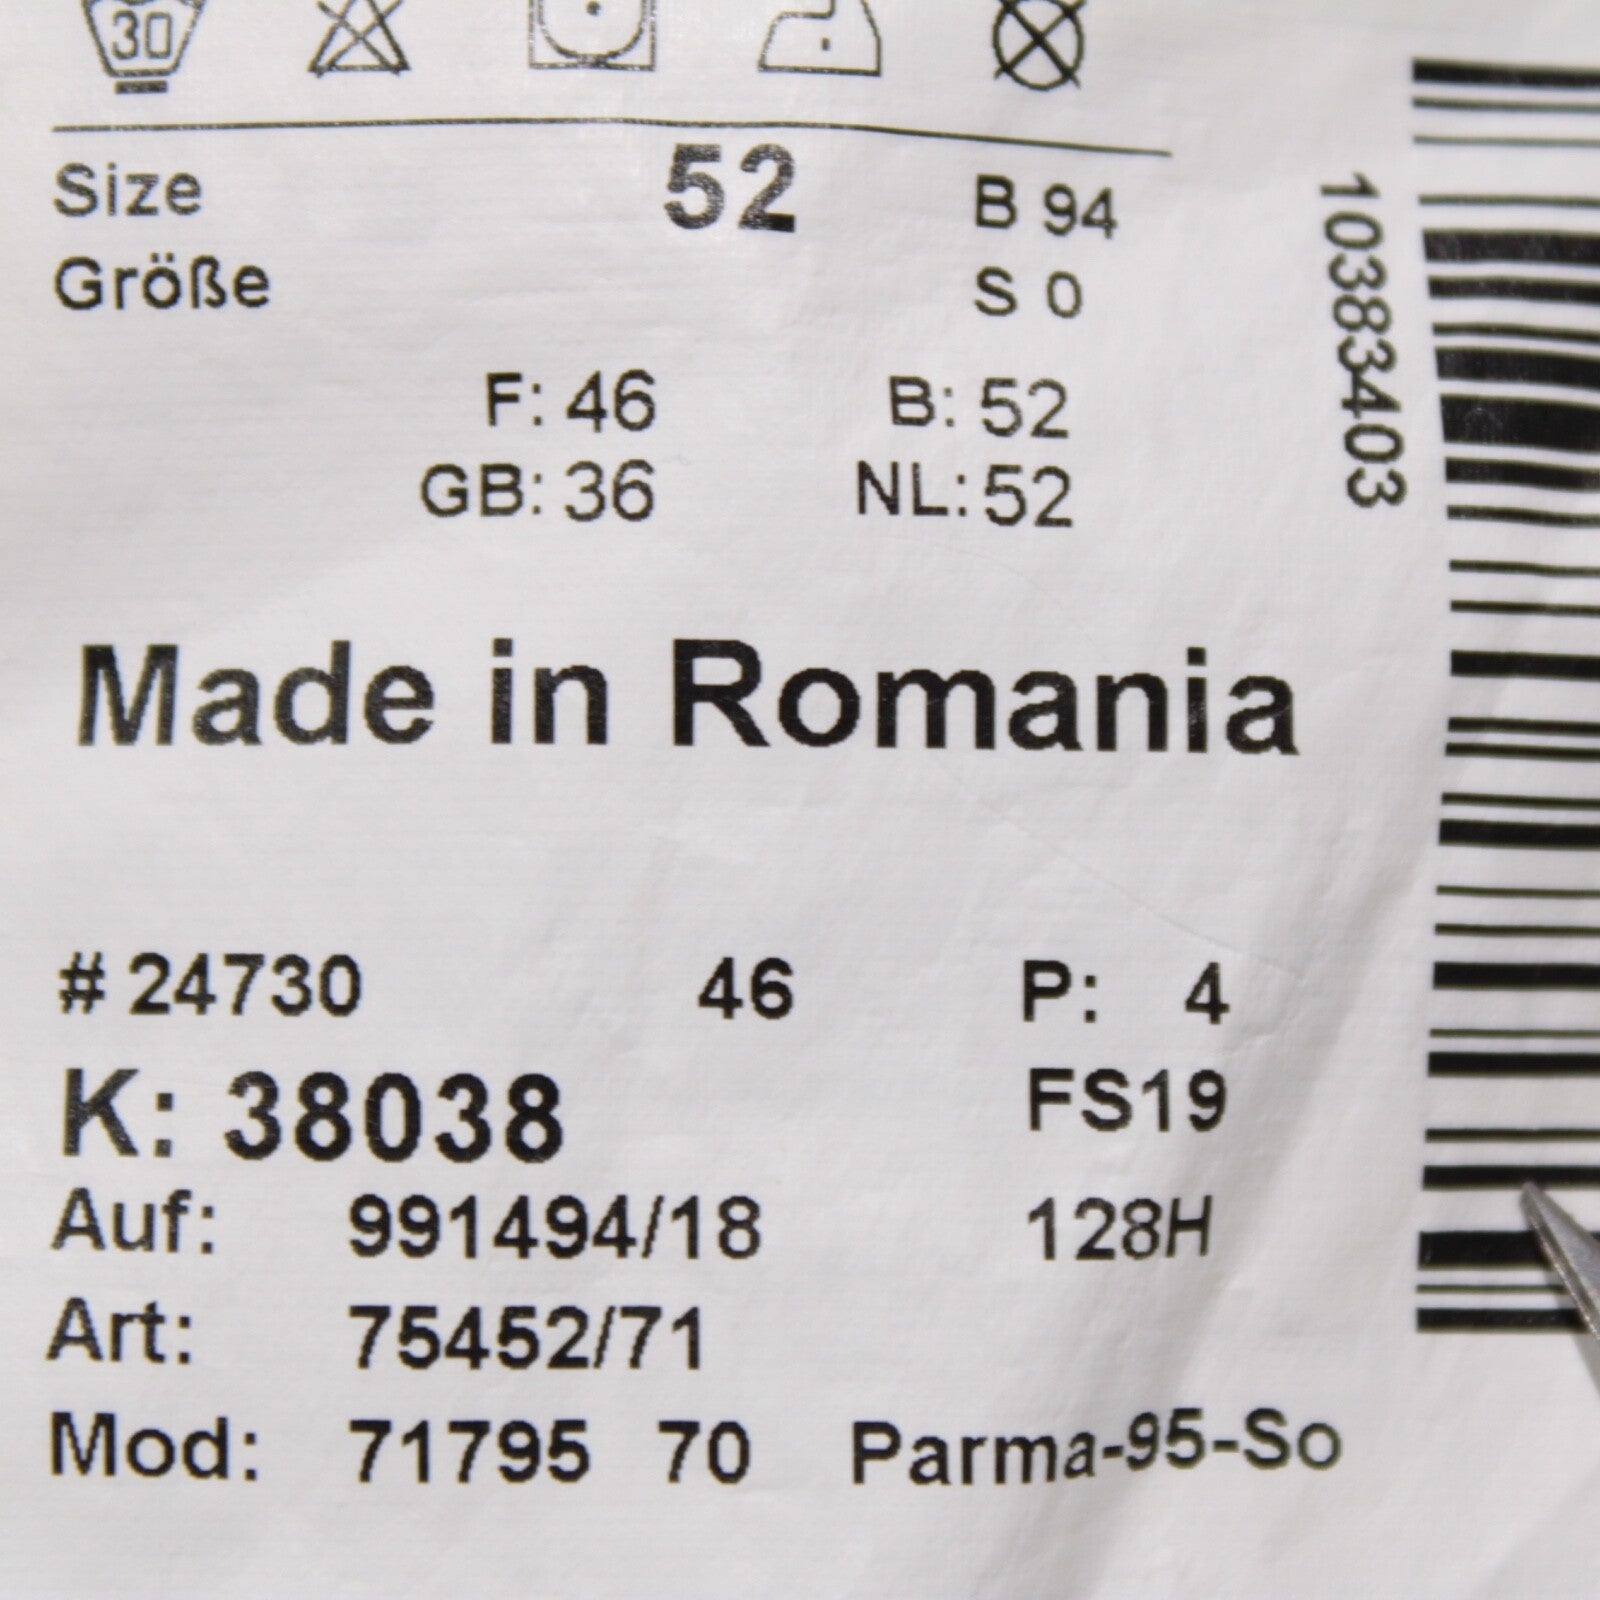 30
Size 52 B 94
Größe S 0
F: 46 B: 52
GB: 36 NL: 52
Made in Romania
# 24730 46 P: 4
K: 38038 FS19
Auf: 991494/18 128H
Art: 75452/71
Mod: 71795 70 Parma-95-So
10383403